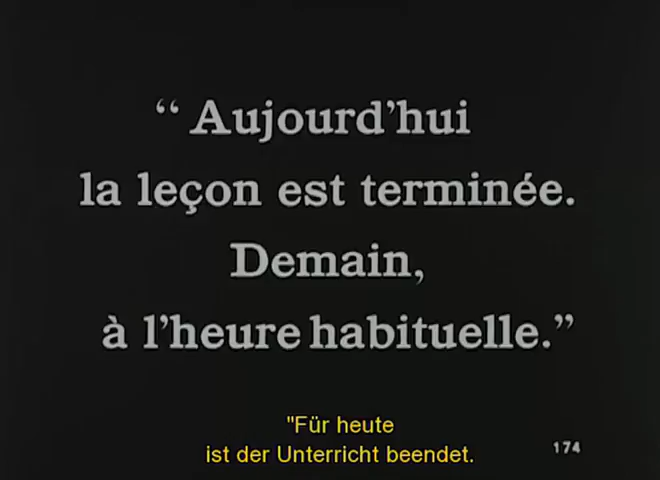 “ Aujourd'hui
la leçon est terminée.
Demain,
à l'heure habituelle.”
"Für heute
ist der Unterricht beendet.
174